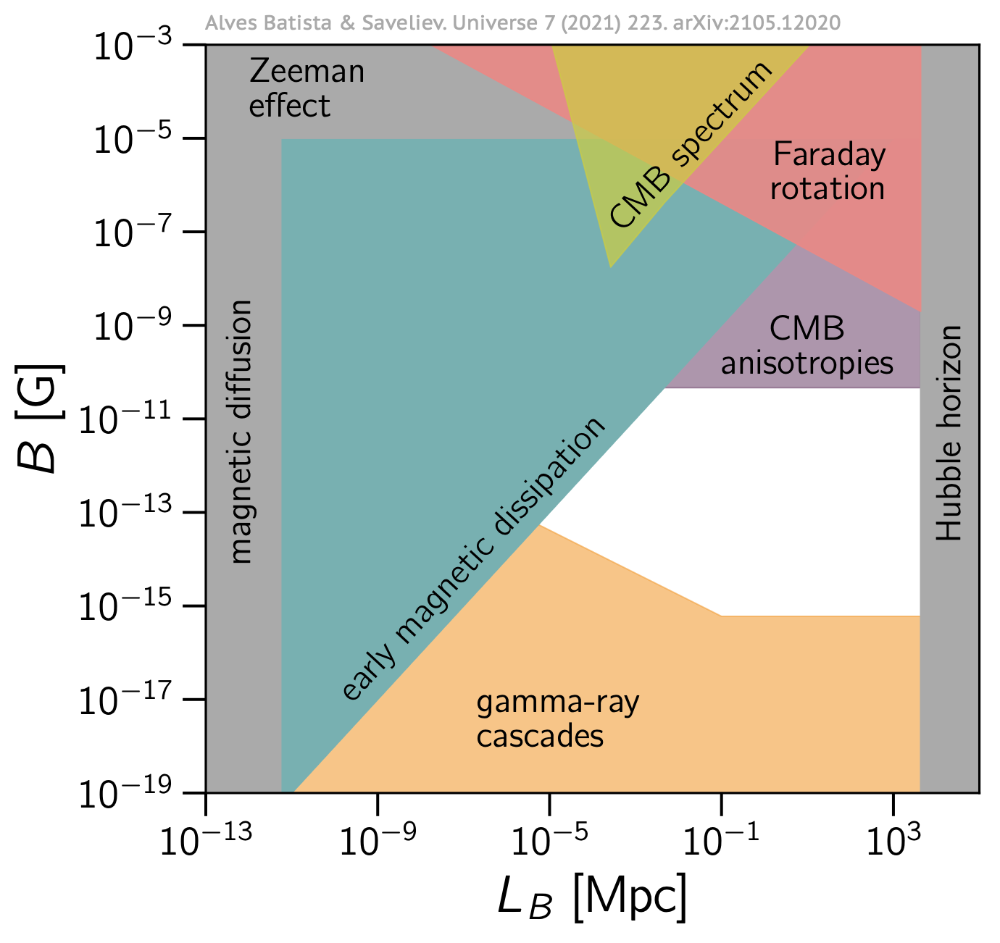 Alves Batista & Saveliev. Universe 7 (2021) 223. arXiv:2105.12020
10⁻³
10⁻⁵
10⁻⁷
10⁻⁹
10⁻¹¹
10⁻¹³
10⁻¹⁵
10⁻¹⁷
10⁻¹⁹
B [G]
Zeeman
effect
magnetic diffusion
CMB spectrum
Faraday
rotation
CMB
anisotropies
Hubble horizon
early magnetic dissipation
gamma-ray
cascades
10⁻¹³
10⁻⁹
10⁻⁵
10⁻¹
10³
L_B [Mpc]